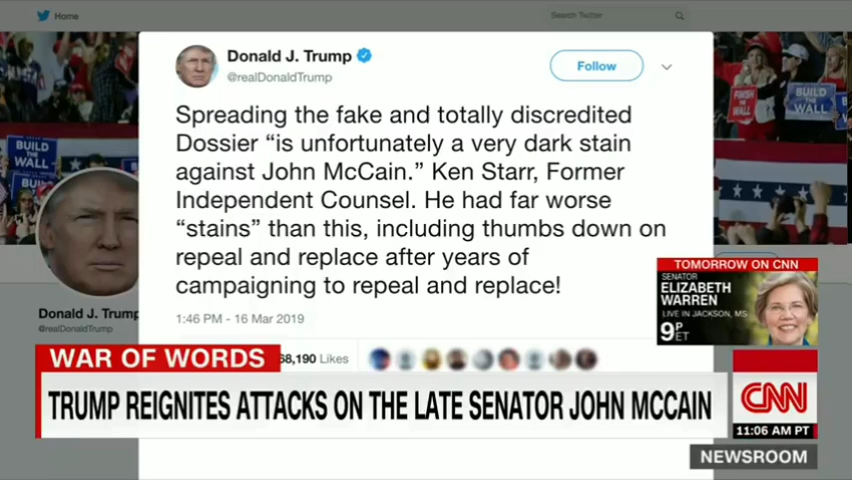 Home
Search Twitter
Donald J. Trump
@realDonaldTrump
Follow
Spreading the fake and totally discredited
Dossier “is unfortunately a very dark stain
against John McCain.” Ken Starr, Former
Independent Counsel. He had far worse
“stains” than this, including thumbs down on
repeal and replace after years of
campaigning to repeal and replace!
1:46 PM - 16 Mar 2019
68,190 Likes
BUILD
THE
WALL
BUILD
THE
WALL
FINISH
THE
WALL
Donald J. Trump
@realDonaldTrump
TOMORROW ON CNN
SENATOR
ELIZABETH
WARREN
LIVE IN JACKSON, MS
9P ET
WAR OF WORDS
TRUMP REIGNITES ATTACKS ON THE LATE SENATOR JOHN MCCAIN
CNN
11:06 AM PT
NEWSROOM